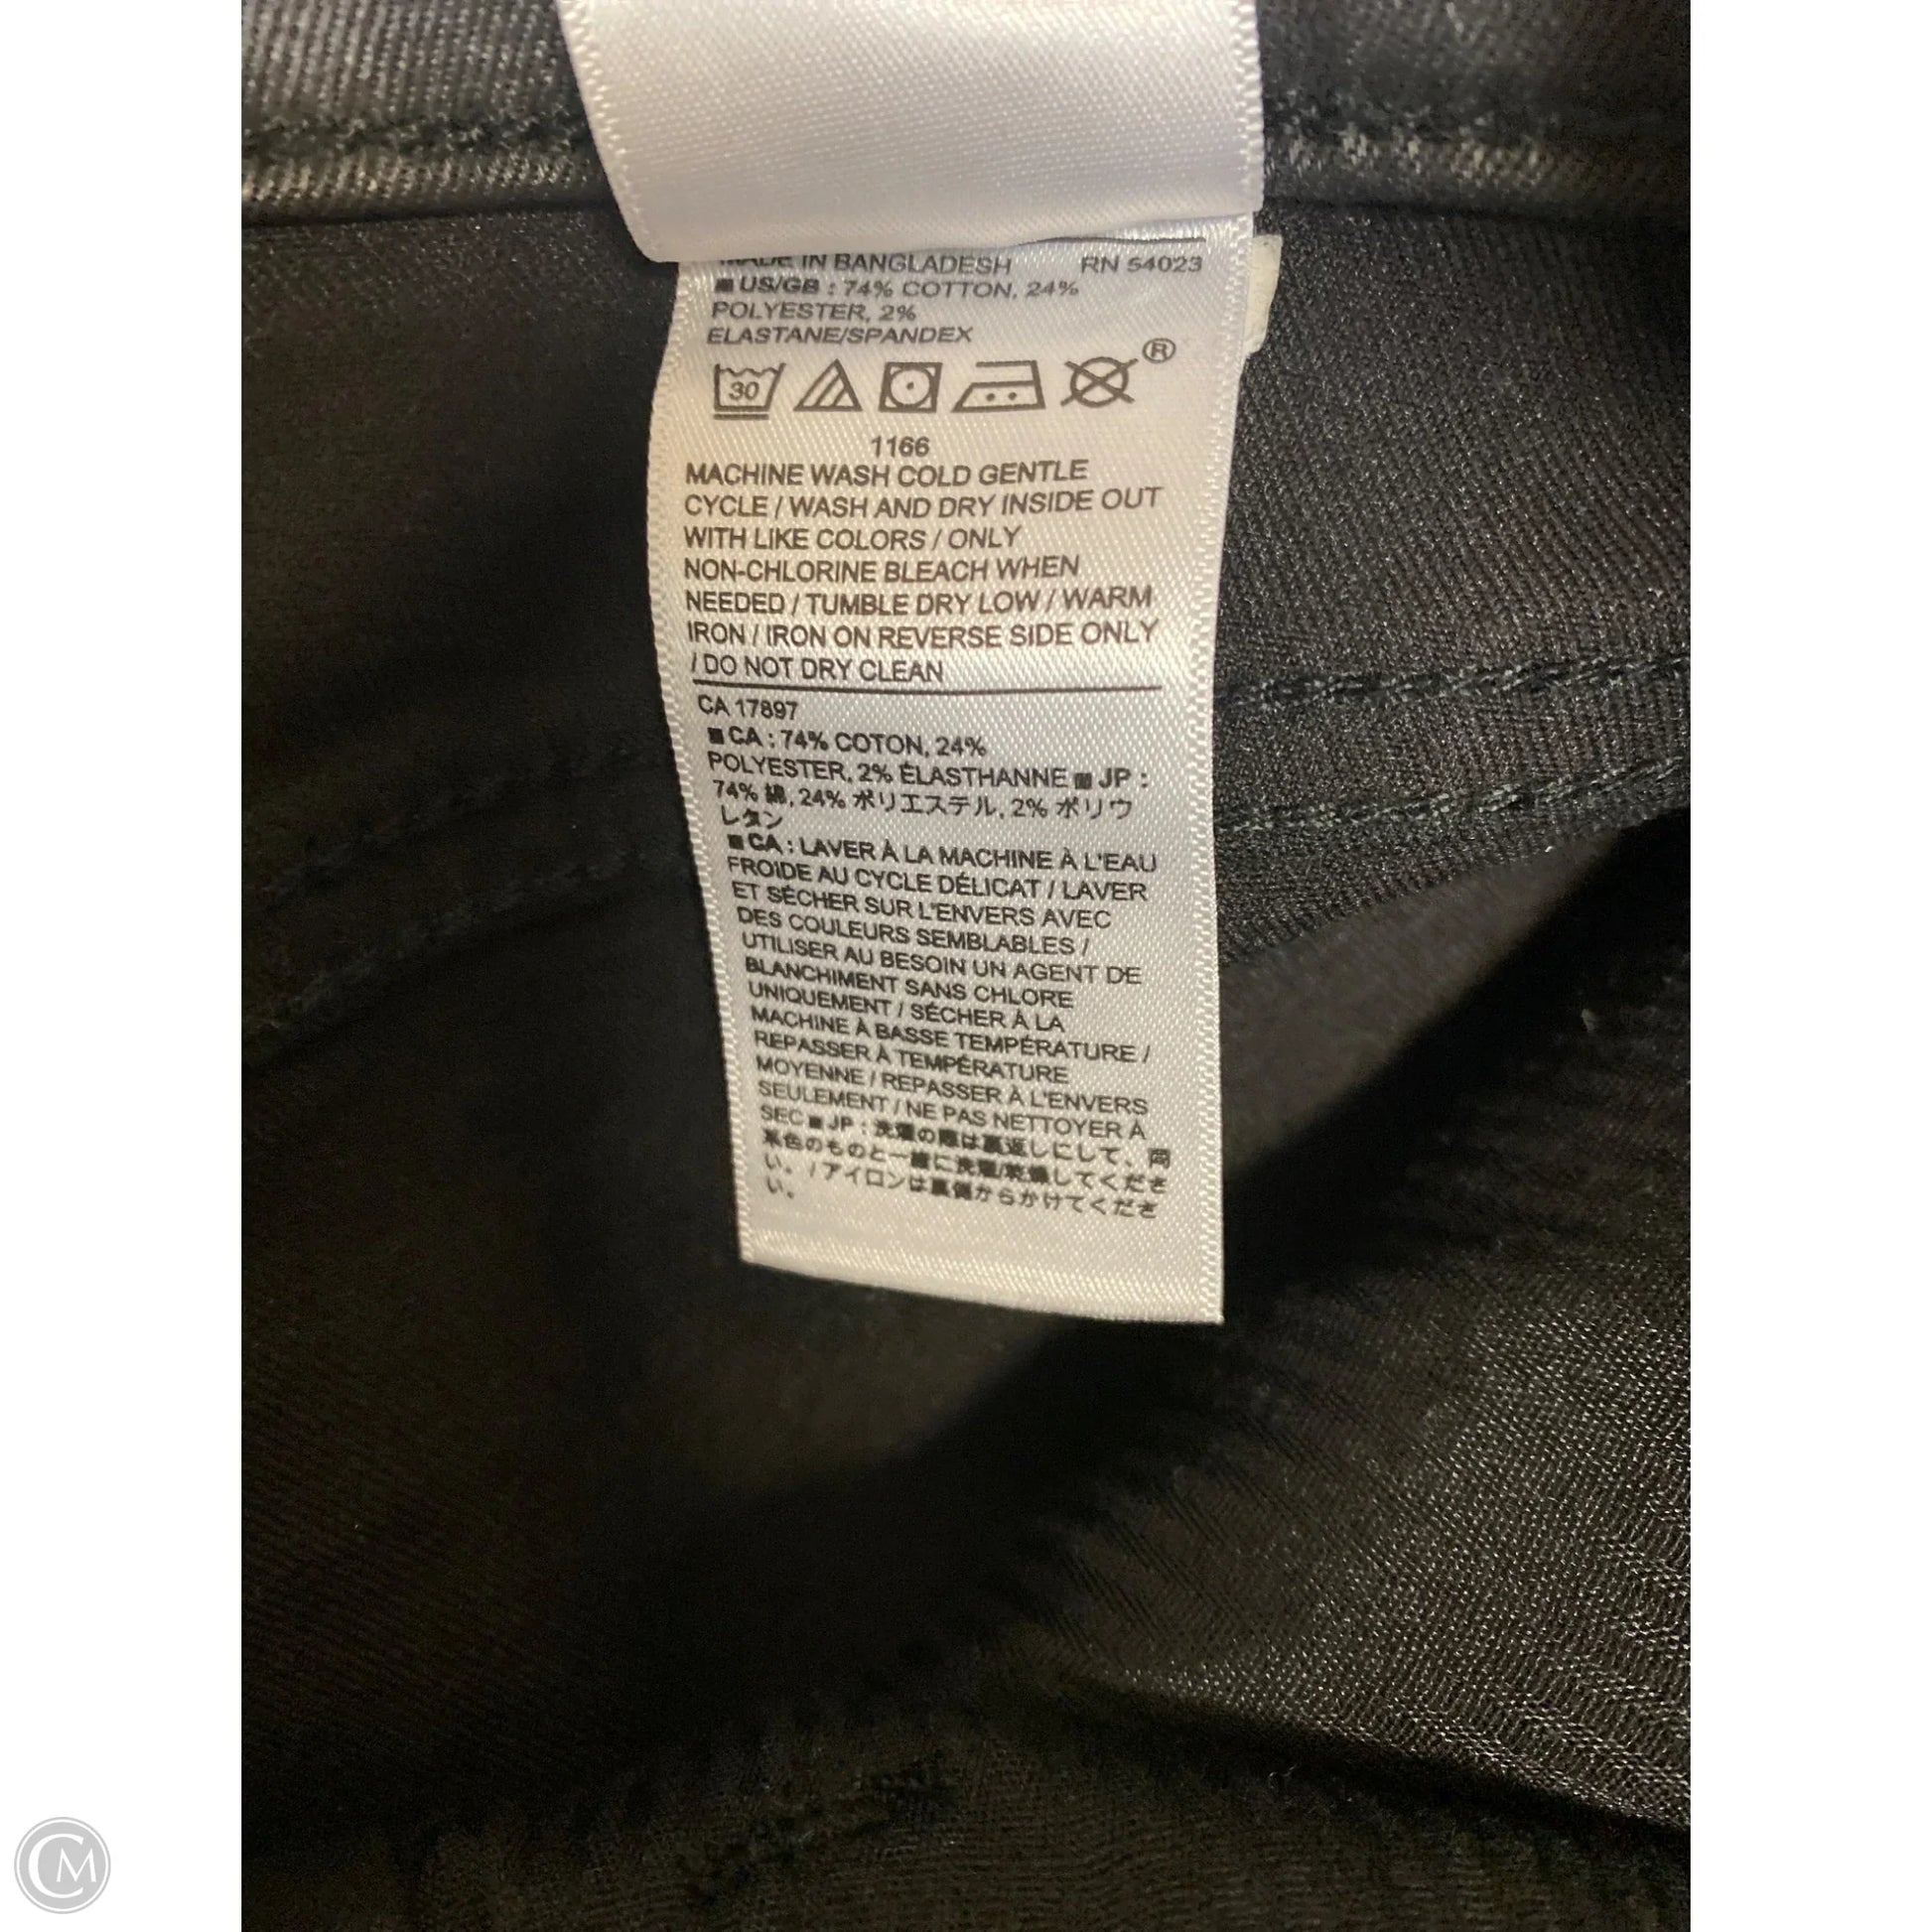 MADE IN BANGLADESH RN 54023
■ US/GB : 74% COTTON, 24%
POLYESTER, 2%
ELASTANE/SPANDEX
30
®
1166
MACHINE WASH COLD GENTLE
CYCLE / WASH AND DRY INSIDE OUT
WITH LIKE COLORS / ONLY
NON-CHLORINE BLEACH WHEN
NEEDED / TUMBLE DRY LOW / WARM
IRON / IRON ON REVERSE SIDE ONLY
/ DO NOT DRY CLEAN
CA 17897
■ CA : 74% COTON, 24%
POLYESTER, 2% ÉLASTHANNE ■ JP :
74% 綿, 24% ポリエステル, 2% ポリウ
レタン
■ CA : LAVER À LA MACHINE À L'EAU
FROIDE AU CYCLE DÉLICAT / LAVER
ET SÉCHER SUR L'ENVERS AVEC
DES COULEURS SEMBLABLES /
UTILISER AU BESOIN UN AGENT DE
BLANCHIMENT SANS CHLORE
UNIQUEMENT / SÉCHER À LA
MACHINE À BASSE TEMPÉRATURE /
REPASSER À TEMPÉRATURE
MOYENNE / REPASSER À L'ENVERS
SEULEMENT / NE PAS NETTOYER À
SEC ■ JP : 洗濯の際は裏返しにして、同
系色のものと一緒に洗濯/乾燥してくださ
い。 / アイロンは裏側からかけてくださ
い。
CM